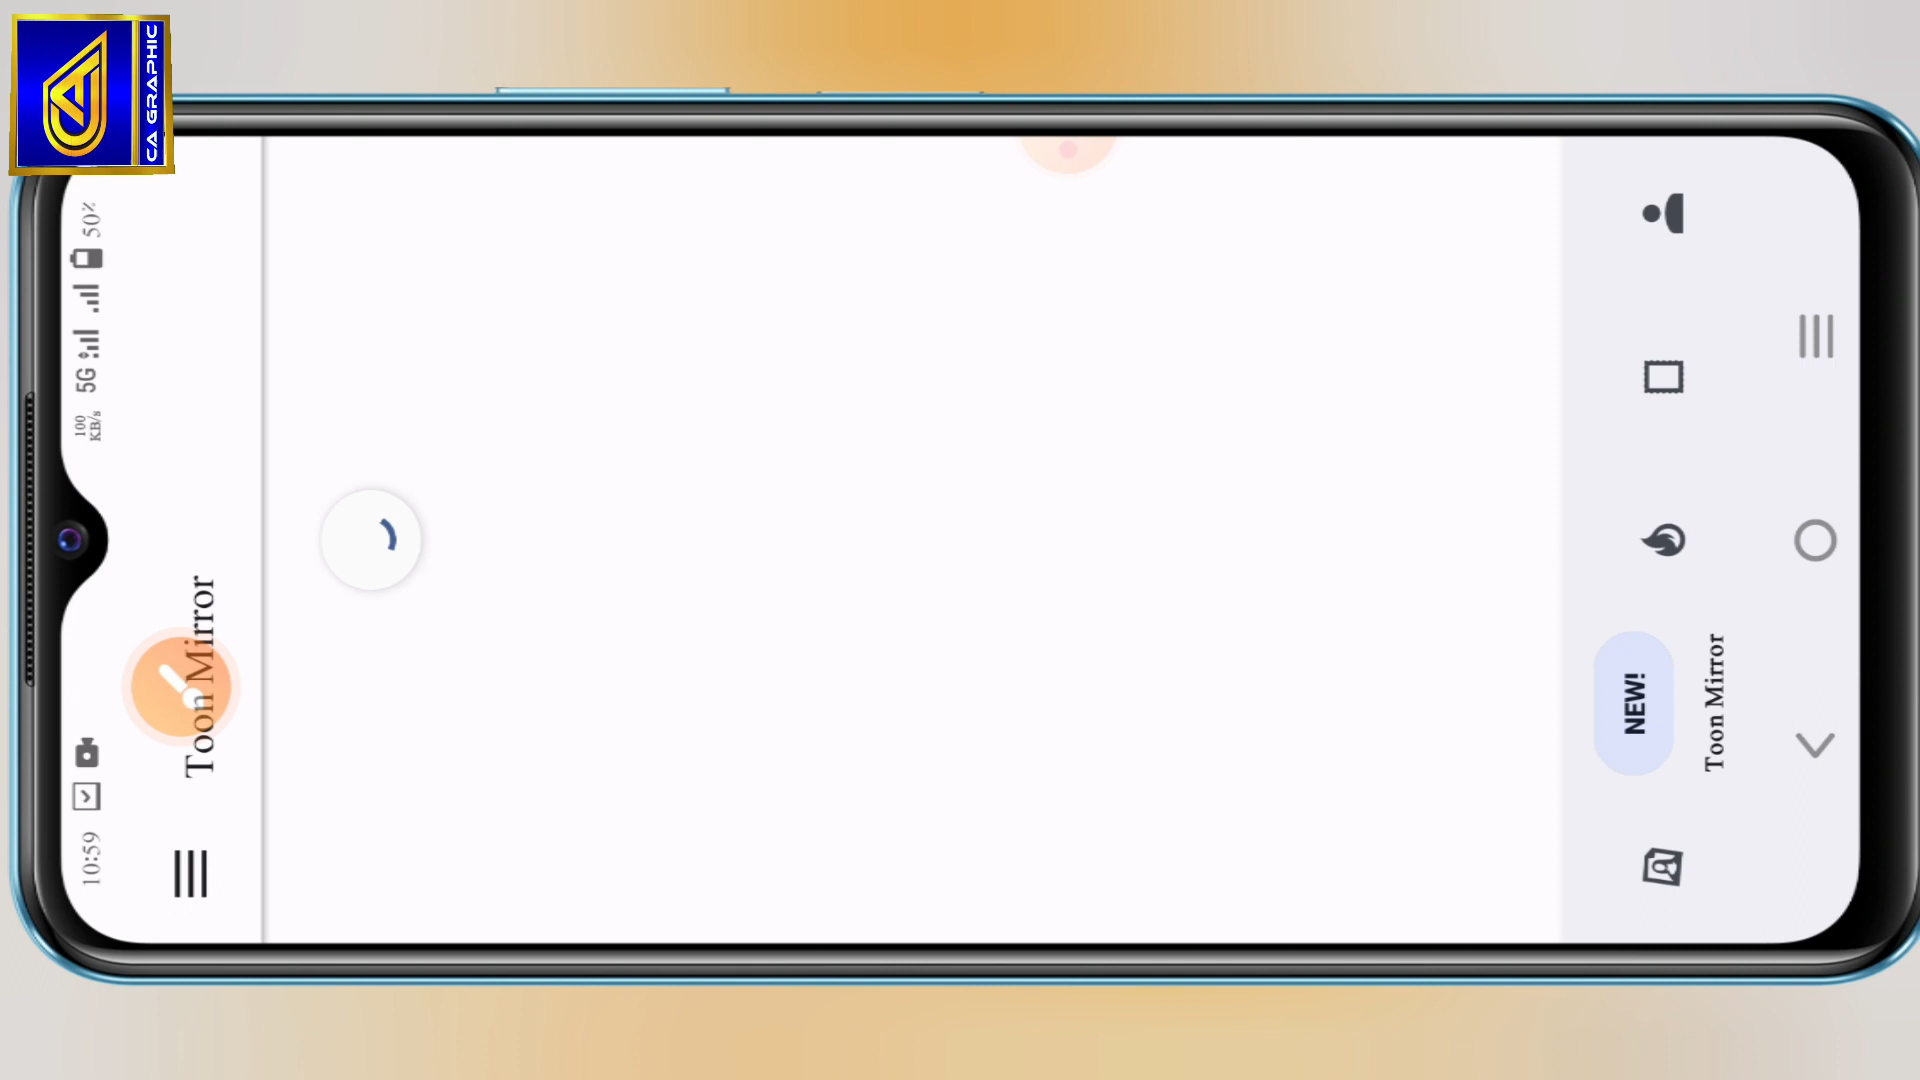 CA GRAPHIC
10:59
100
KB/s
5G
50%
Toon Mirror
NEW!
Toon Mirror